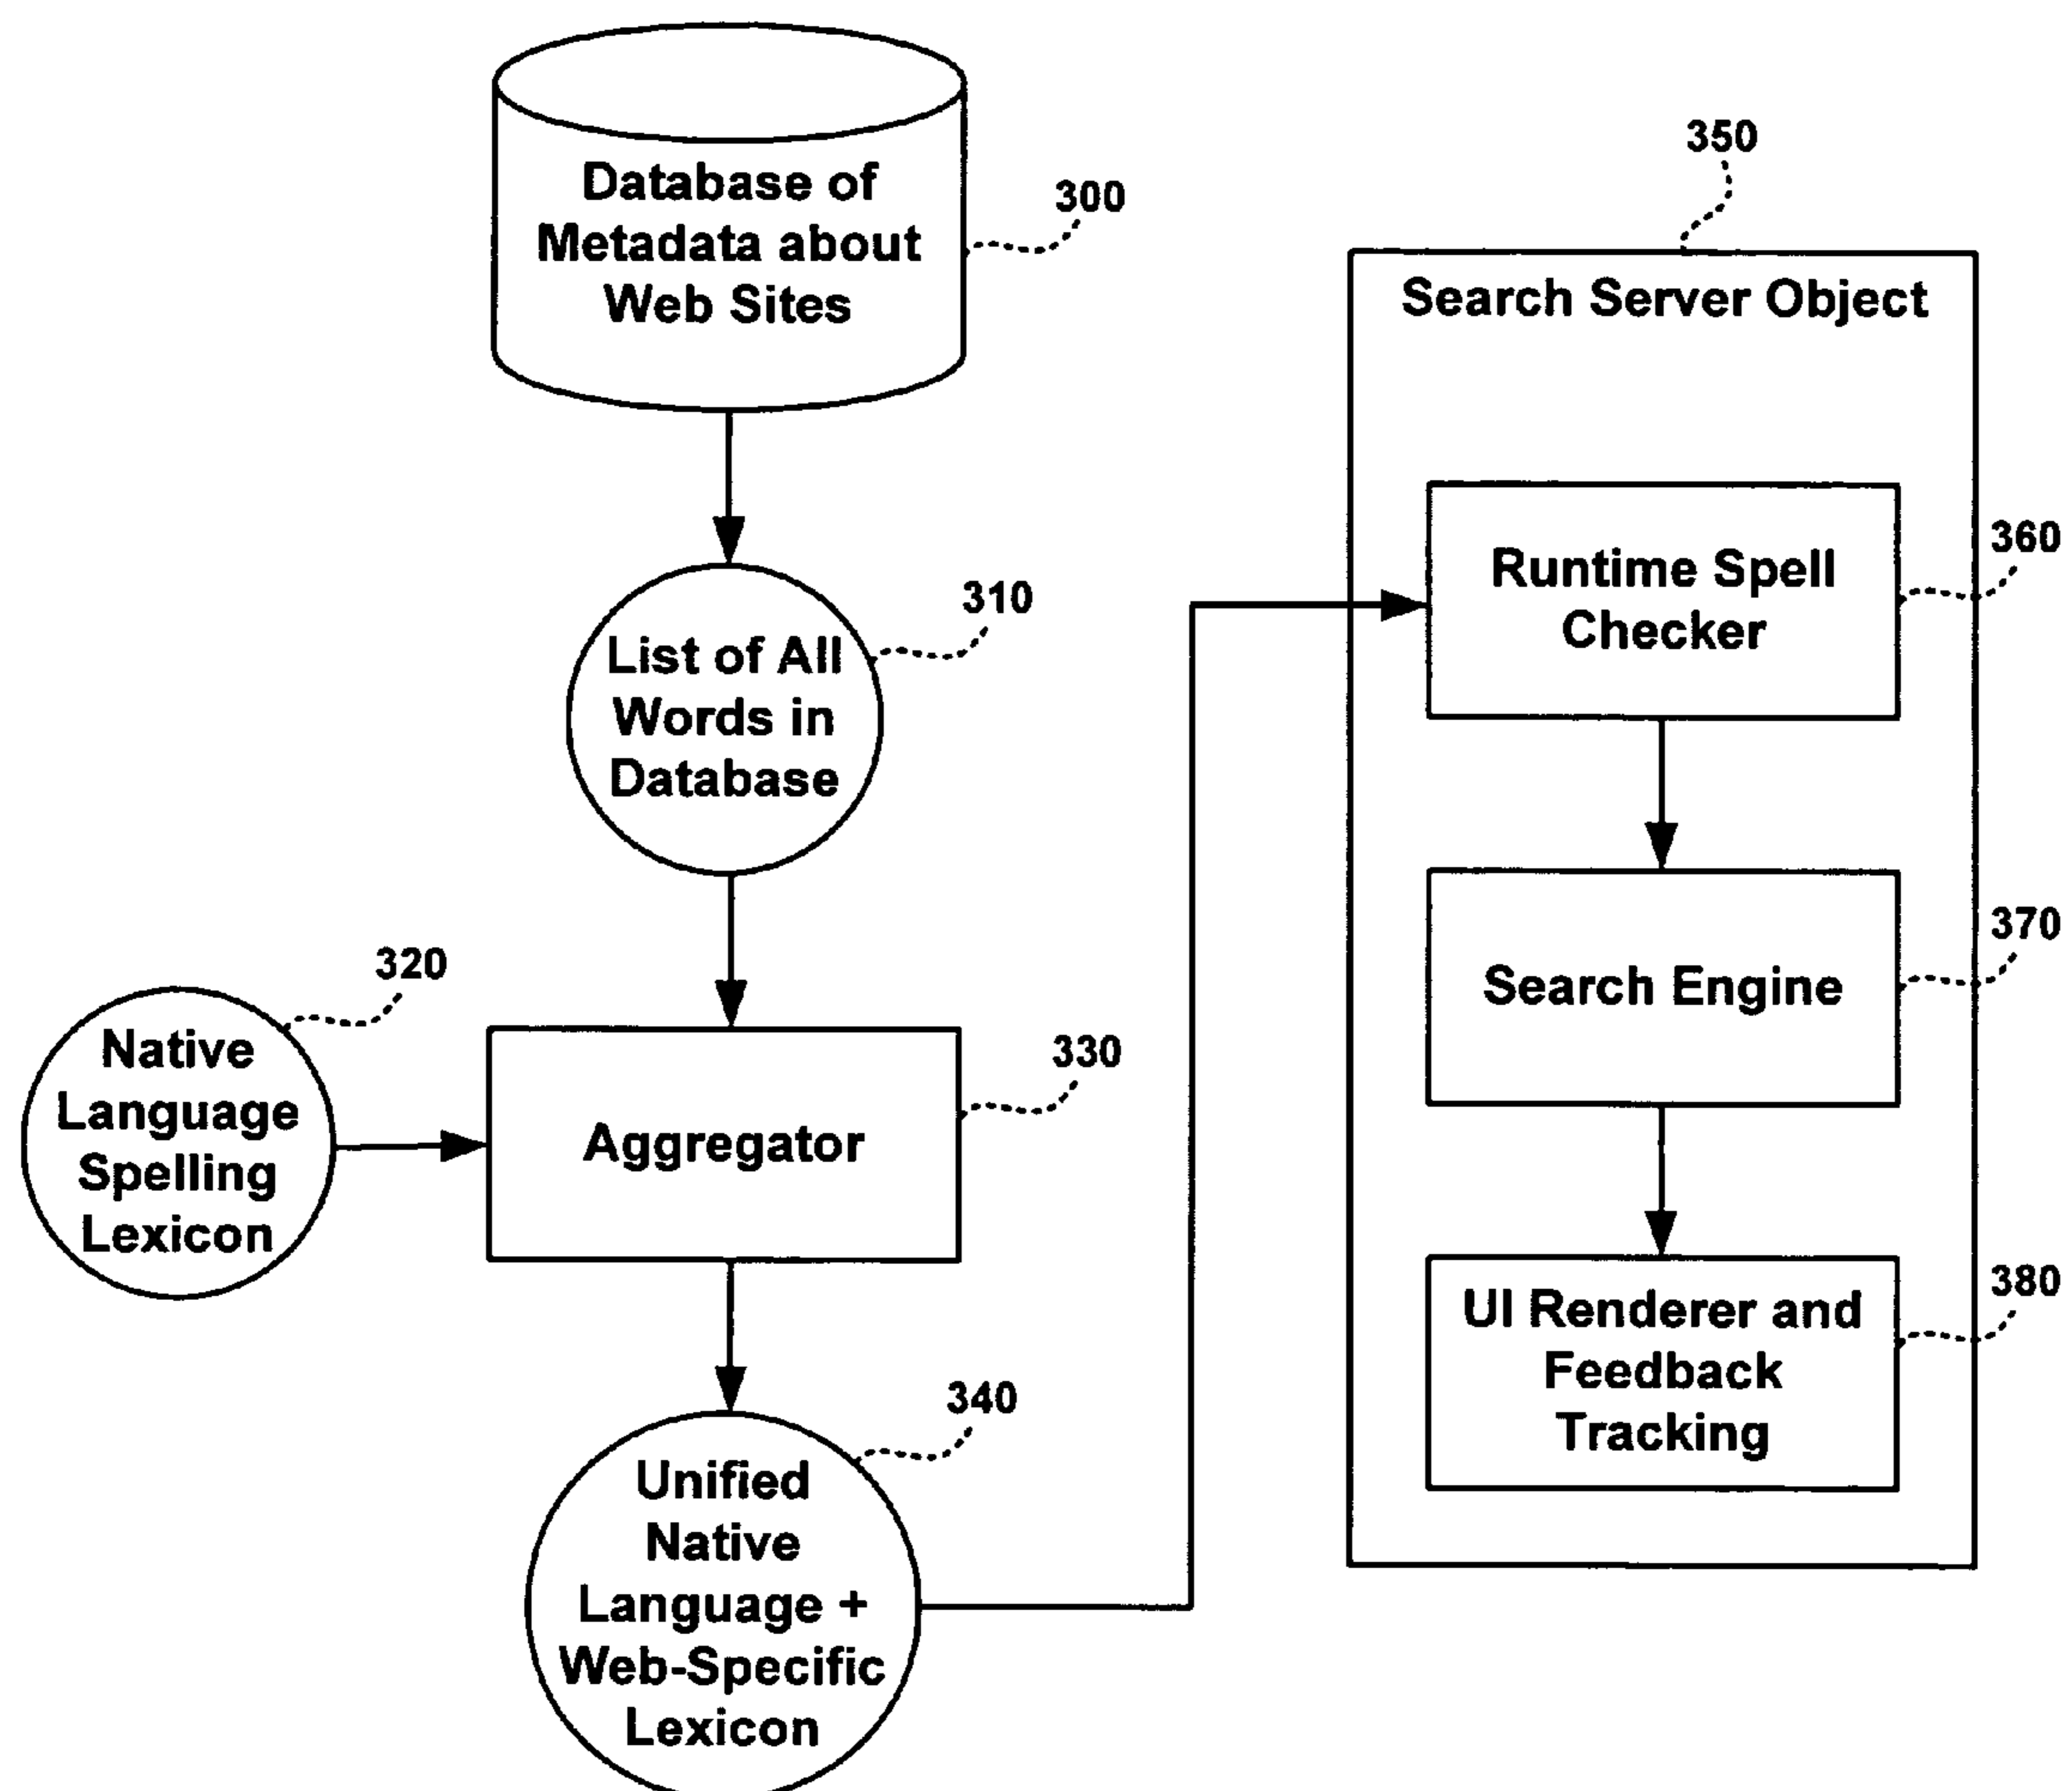 Database of
Metadata about
Web Sites
300
List of All
Words in
Database
310
Native
Language
Spelling
Lexicon
320
Aggregator
330
Unified
Native
Language +
Web-Specific
Lexicon
340
350
Search Server Object
Runtime Spell
Checker
360
Search Engine
370
UI Renderer and
Feedback
Tracking
380